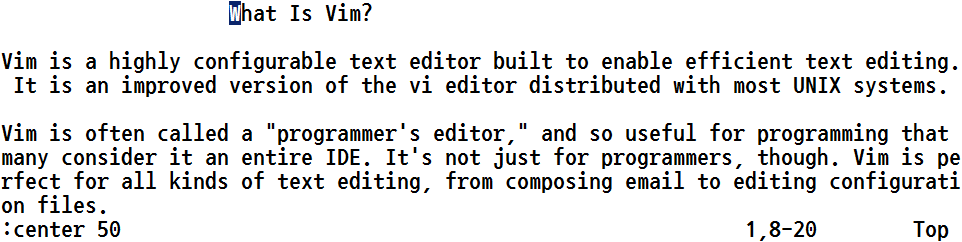 What Is Vim?
Vim is a highly configurable text editor built to enable efficient text editing.
It is an improved version of the vi editor distributed with most UNIX systems.
Vim is often called a "programmer's editor," and so useful for programming that
many consider it an entire IDE. It's not just for programmers, though. Vim is pe
rfect for all kinds of text editing, from composing email to editing configurati
on files.
:center 50 1,8-20 Top